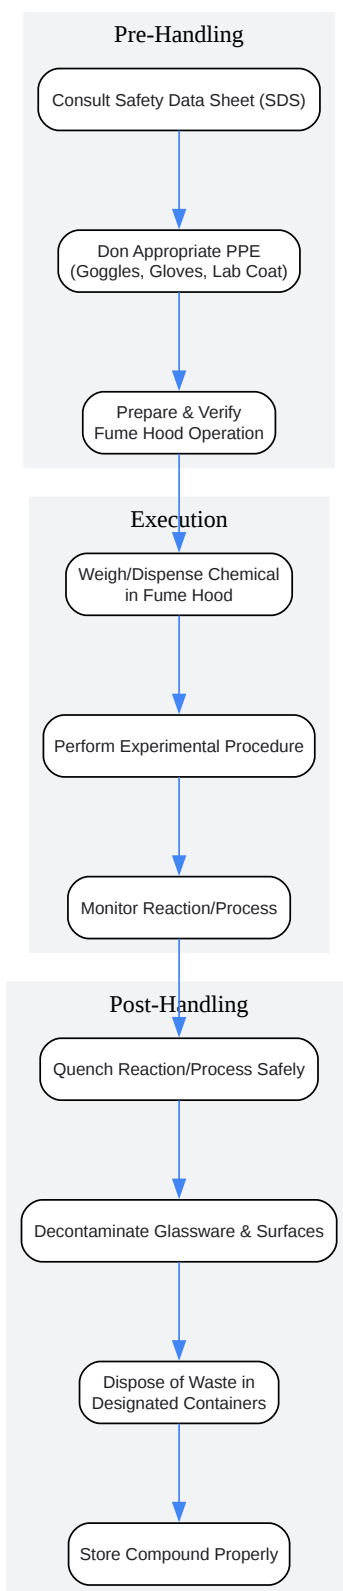 Pre-Handling
Consult Safety Data Sheet (SDS)
Don Appropriate PPE
(Goggles, Gloves, Lab Coat)
Prepare & Verify
Fume Hood Operation
Execution
Weigh/Dispense Chemical
in Fume Hood
Perform Experimental Procedure
Monitor Reaction/Process
Post-Handling
Quench Reaction/Process Safely
Decontaminate Glassware & Surfaces
Dispose of Waste in
Designated Containers
Store Compound Properly